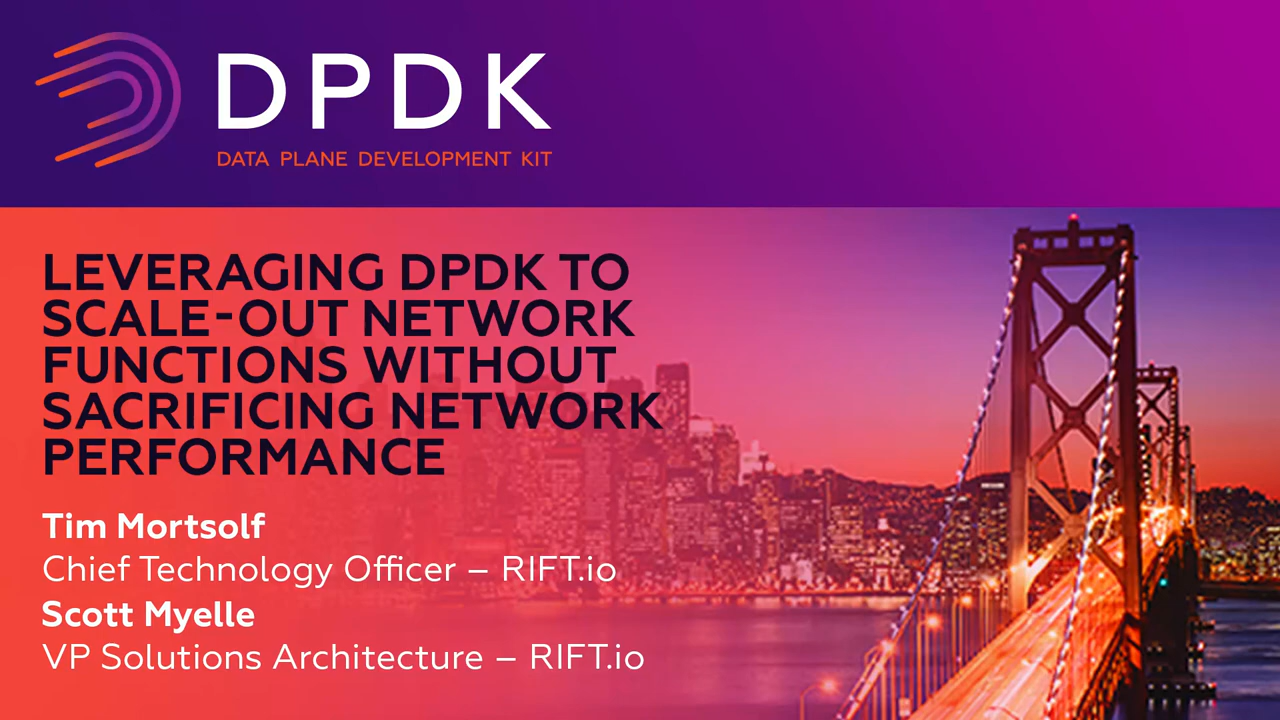 DPDK
DATA PLANE DEVELOPMENT KIT
LEVERAGING DPDK TO
SCALE-OUT NETWORK
FUNCTIONS WITHOUT
SACRIFICING NETWORK
PERFORMANCE
Tim Mortsolf
Chief Technology Officer – RIFT.io
Scott Myelle
VP Solutions Architecture – RIFT.io